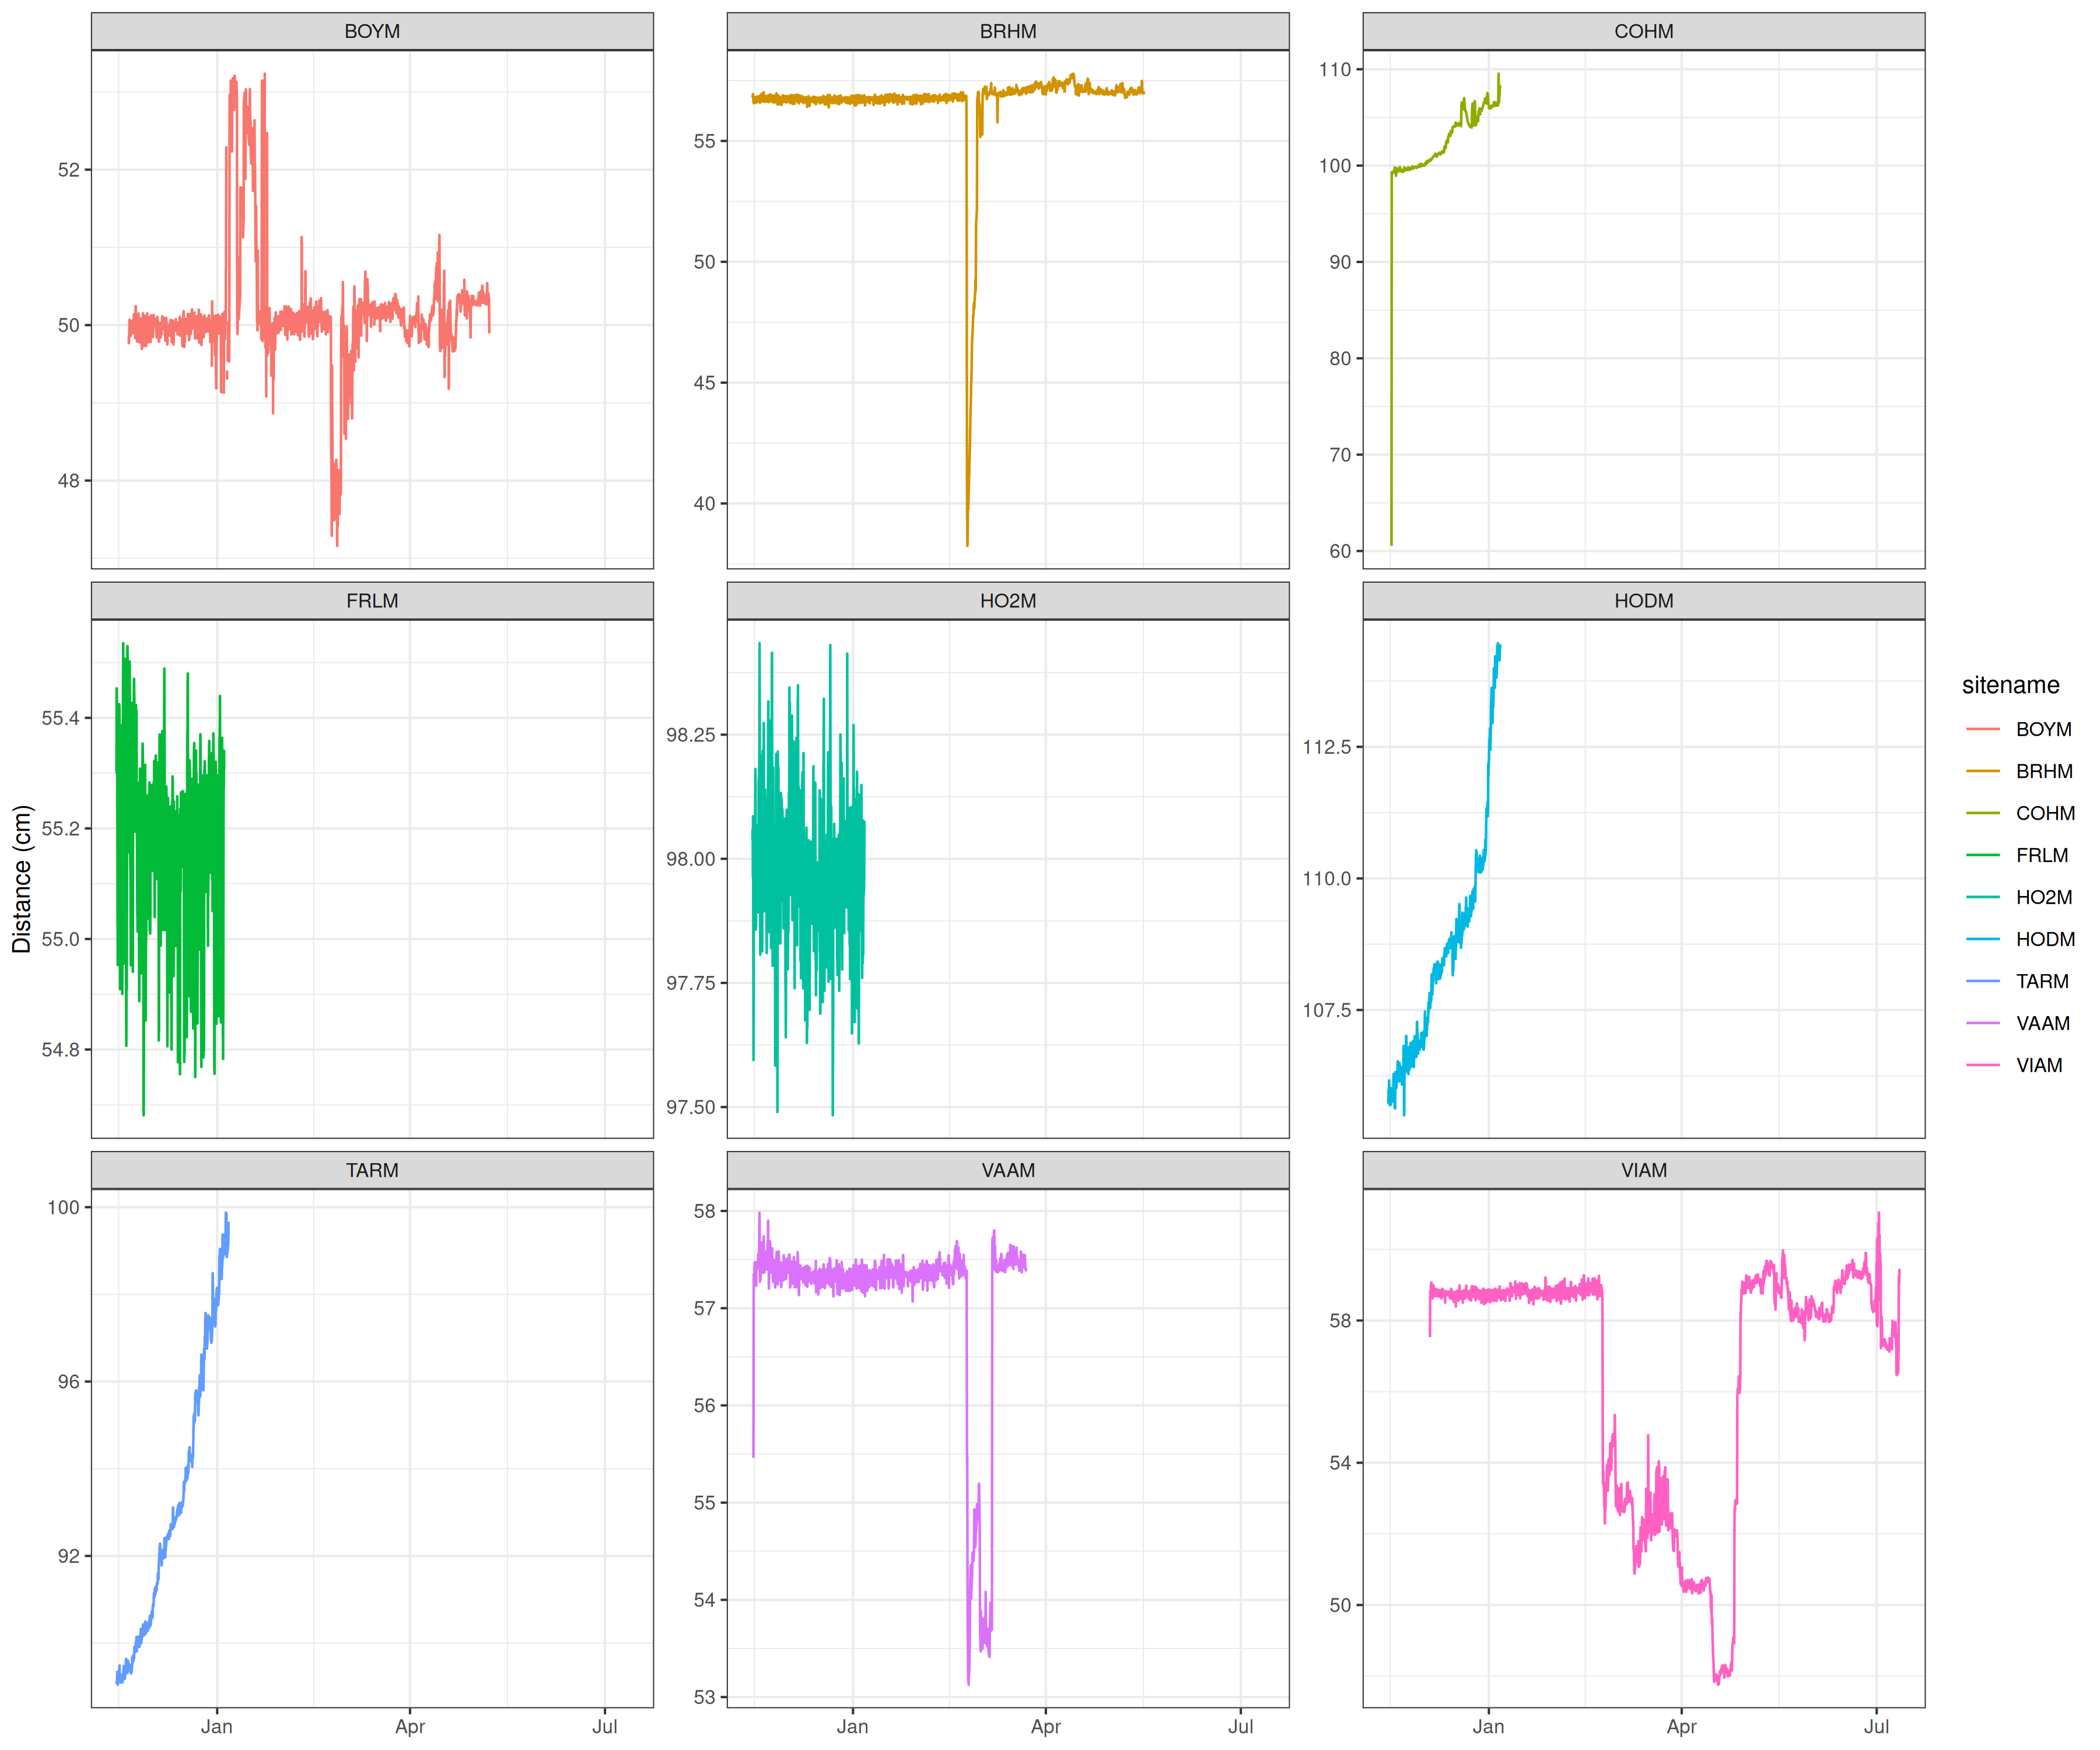 BOYM
BRHM
COHM
52
50
48
55
50
45
40
110
100
90
80
70
60
FRLM
HO2M
HODM
Distance (cm)
55.4
55.2
55.0
54.8
98.25
98.00
97.75
97.50
112.5
110.0
107.5
TARM
VAAM
VIAM
100
96
92
58
57
56
55
54
53
58
54
50
Jan Apr Jul
Jan Apr Jul
Jan Apr Jul
sitename
BOYM
BRHM
COHM
FRLM
HO2M
HODM
TARM
VAAM
VIAM